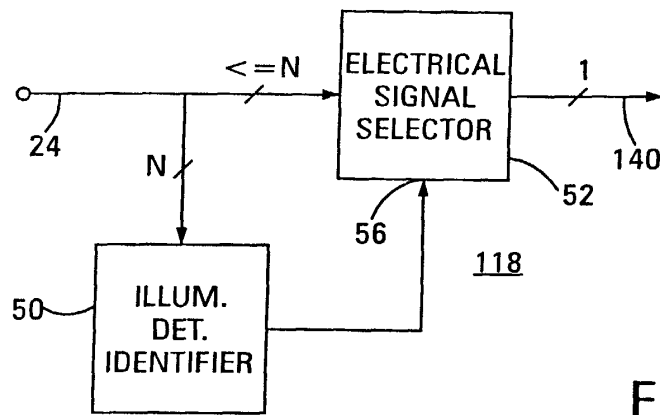 <=N
ELECTRICAL
SIGNAL
SELECTOR
1
24
N
140
56
52
118
50
ILLUM.
DET.
IDENTIFIER
F